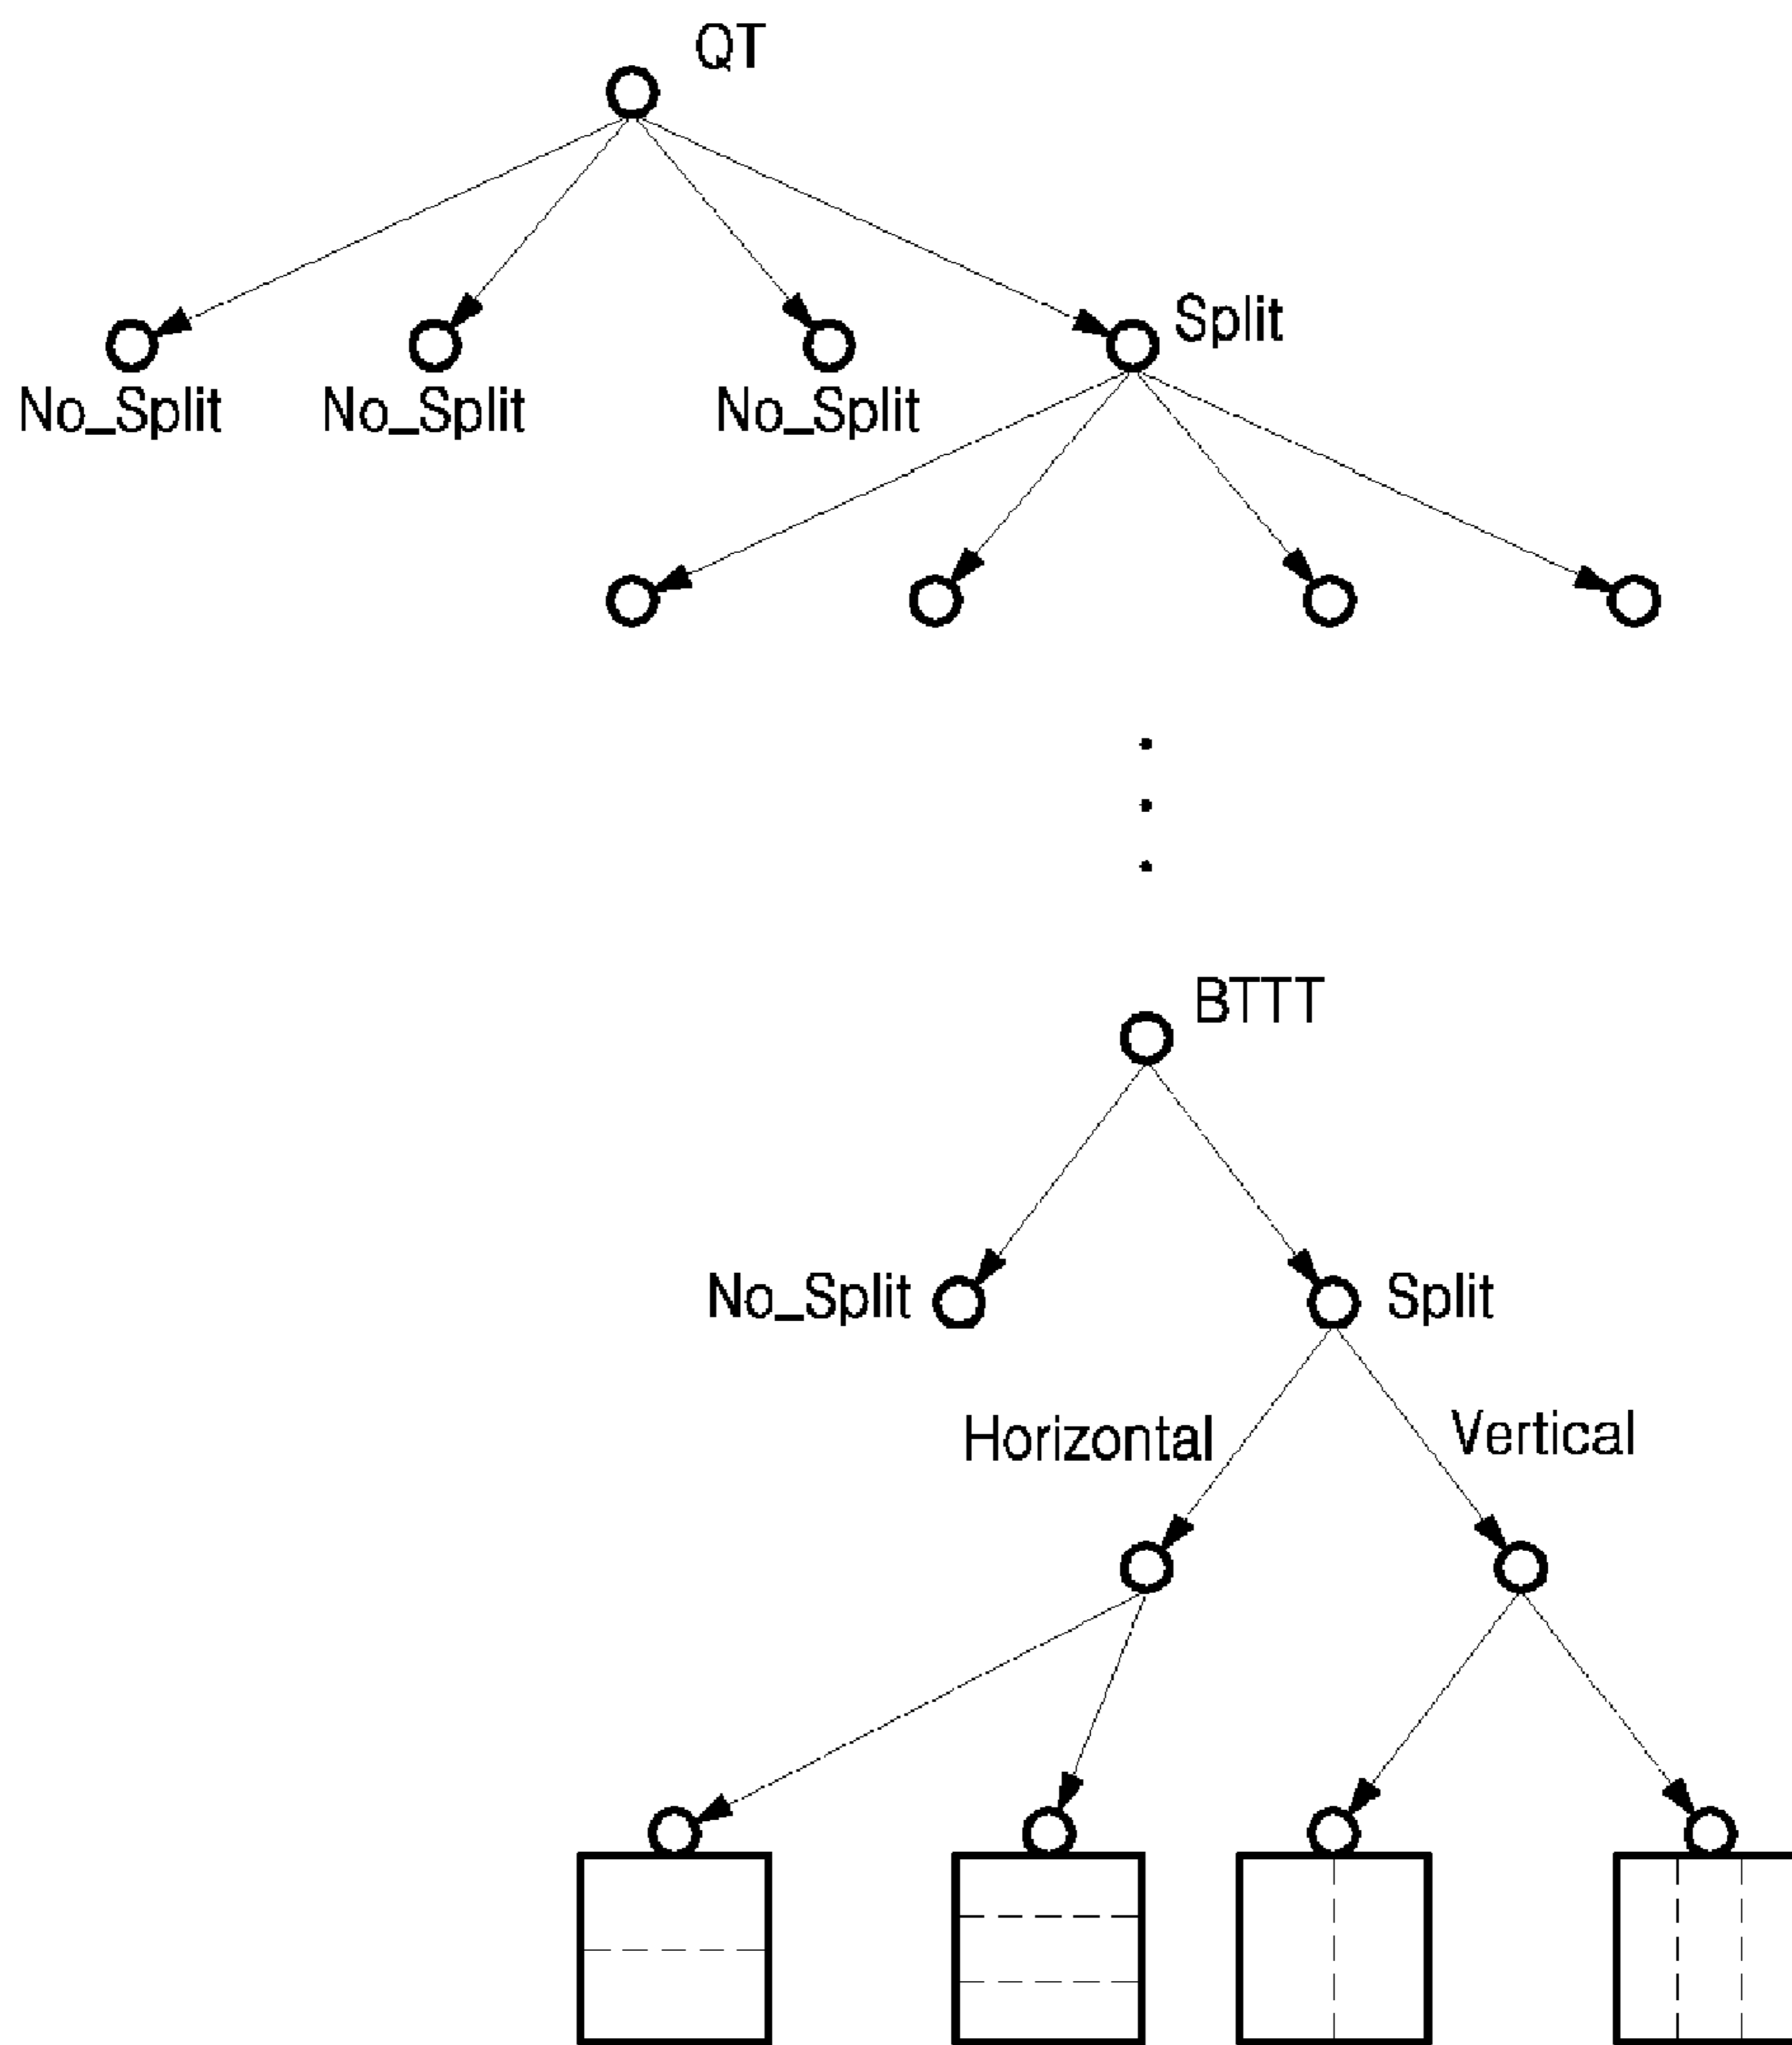 QT
Split
No_Split
No_Split
No_Split
BTTT
No_Split
Split
Horizontal
Vertical